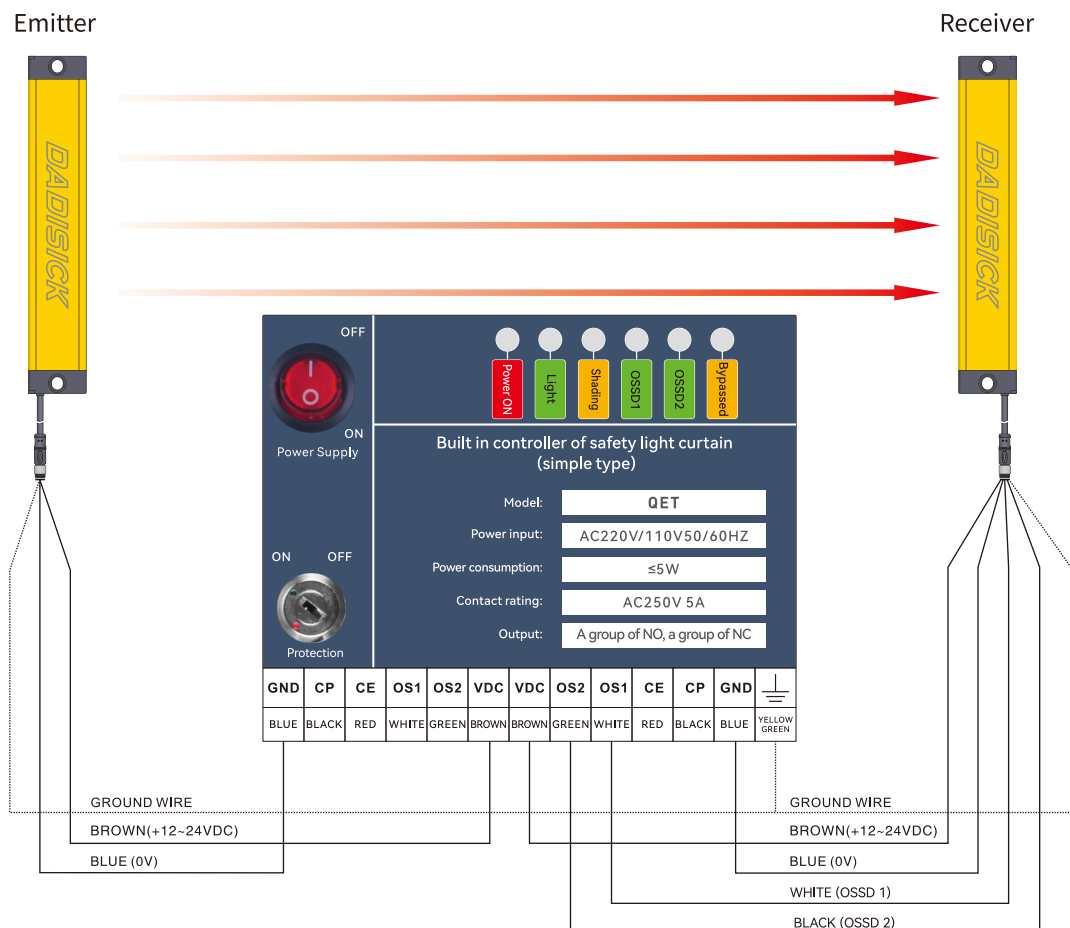 Emitter
Receiver
DADISICK
DADISICK
OFF
ON
Power Supply
ON OFF
Protection
Power ON
Light
Shading
OSSD1
OSSD2
Bypassed
Built in controller of safety light curtain
(simple type)
Model: QET
Power input: AC220V/110V50/60HZ
Power consumption: ≤5W
Contact rating: AC250V 5A
Output: A group of NO, a group of NC
GND CP CE OS1 OS2 VDC VDC OS2 OS1 CE CP GND
BLUE BLACK RED WHITE GREEN BROWN BROWN GREEN WHITE RED BLACK BLUE YELLOW
GREEN
GROUND WIRE
BROWN(+12~24VDC)
BLUE (0V)
GROUND WIRE
BROWN(+12~24VDC)
BLUE (0V)
WHITE (OSSD 1)
BLACK (OSSD 2)